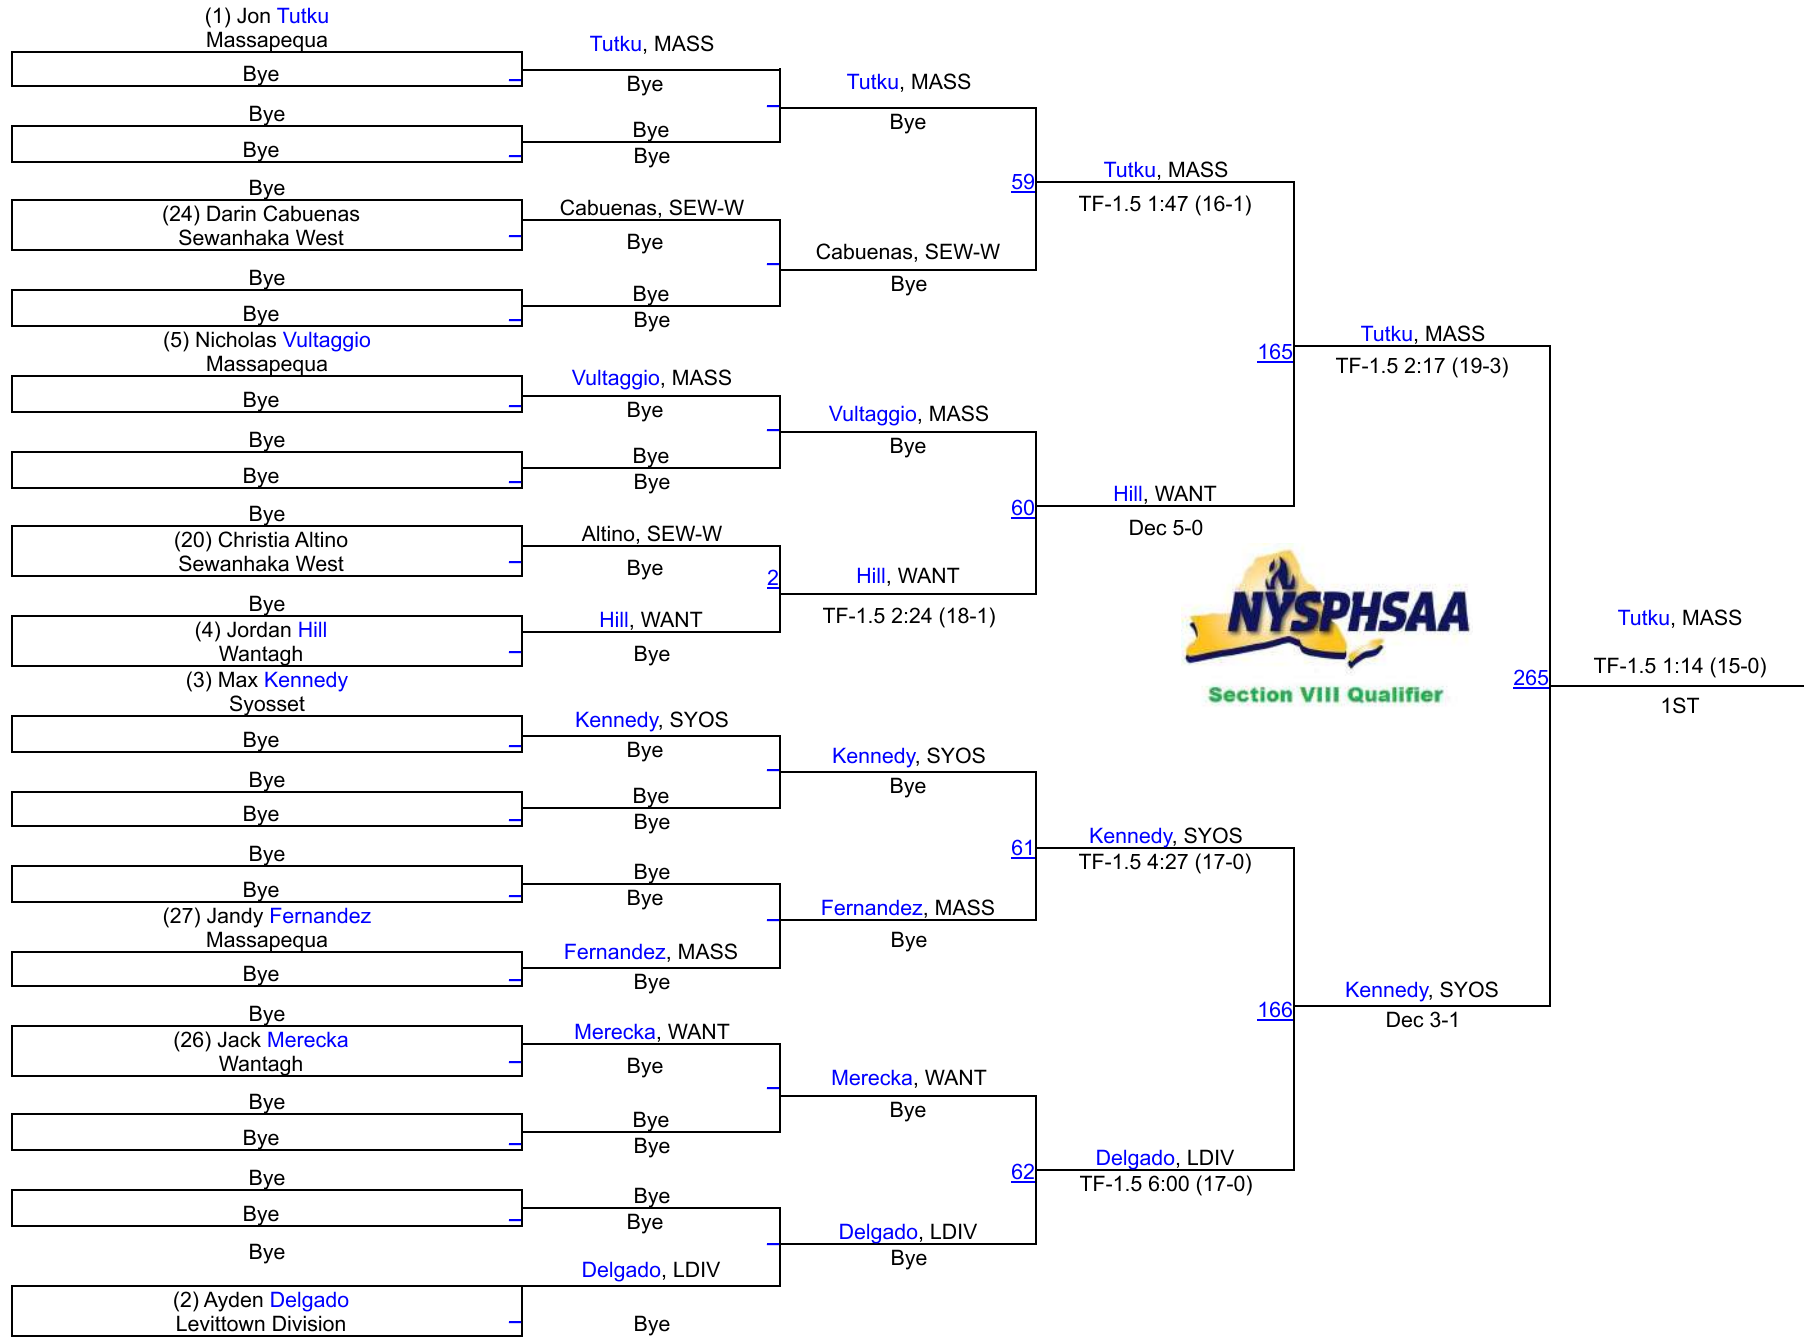 (1) Jon Tutku
Massapequa
Bye
Bye
Bye
Bye
(24) Darin Cabuenas
Sewanhaka West
Bye
Bye
(5) Nicholas Vultaggio
Massapequa
Bye
Bye
Bye
Bye
(20) Christia Altino
Sewanhaka West
Bye
(4) Jordan Hill
Wantagh
(3) Max Kennedy
Syosset
Bye
Bye
Bye
Bye
Bye
(27) Jandy Fernandez
Massapequa
Bye
Bye
(26) Jack Merecka
Wantagh
Bye
Bye
Bye
Bye
Bye
(2) Ayden Delgado
Levittown Division
Tutku, MASS
Bye
Bye
Bye
Cabuenas, SEW-W
Bye
Bye
Bye
Vultaggio, MASS
Bye
Bye
Bye
Altino, SEW-W
Bye
2
Hill, WANT
Bye
Kennedy, SYOS
Bye
Bye
Bye
Bye
Bye
Fernandez, MASS
Bye
Merecka, WANT
Bye
Bye
Bye
Bye
Bye
Delgado, LDIV
Bye
Tutku, MASS
Bye
59
Cabuenas, SEW-W
Bye
Vultaggio, MASS
Bye
60
Hill, WANT
TF-1.5 2:24 (18-1)
Kennedy, SYOS
Bye
61
Fernandez, MASS
Bye
Merecka, WANT
Bye
62
Delgado, LDIV
Bye
Tutku, MASS
TF-1.5 1:47 (16-1)
165
Hill, WANT
Dec 5-0
NYSPHSAA
Section VIII Qualifier
Kennedy, SYOS
TF-1.5 4:27 (17-0)
166
Delgado, LDIV
TF-1.5 6:00 (17-0)
Tutku, MASS
TF-1.5 2:17 (19-3)
265
Kennedy, SYOS
Dec 3-1
Tutku, MASS
TF-1.5 1:14 (15-0)
1ST